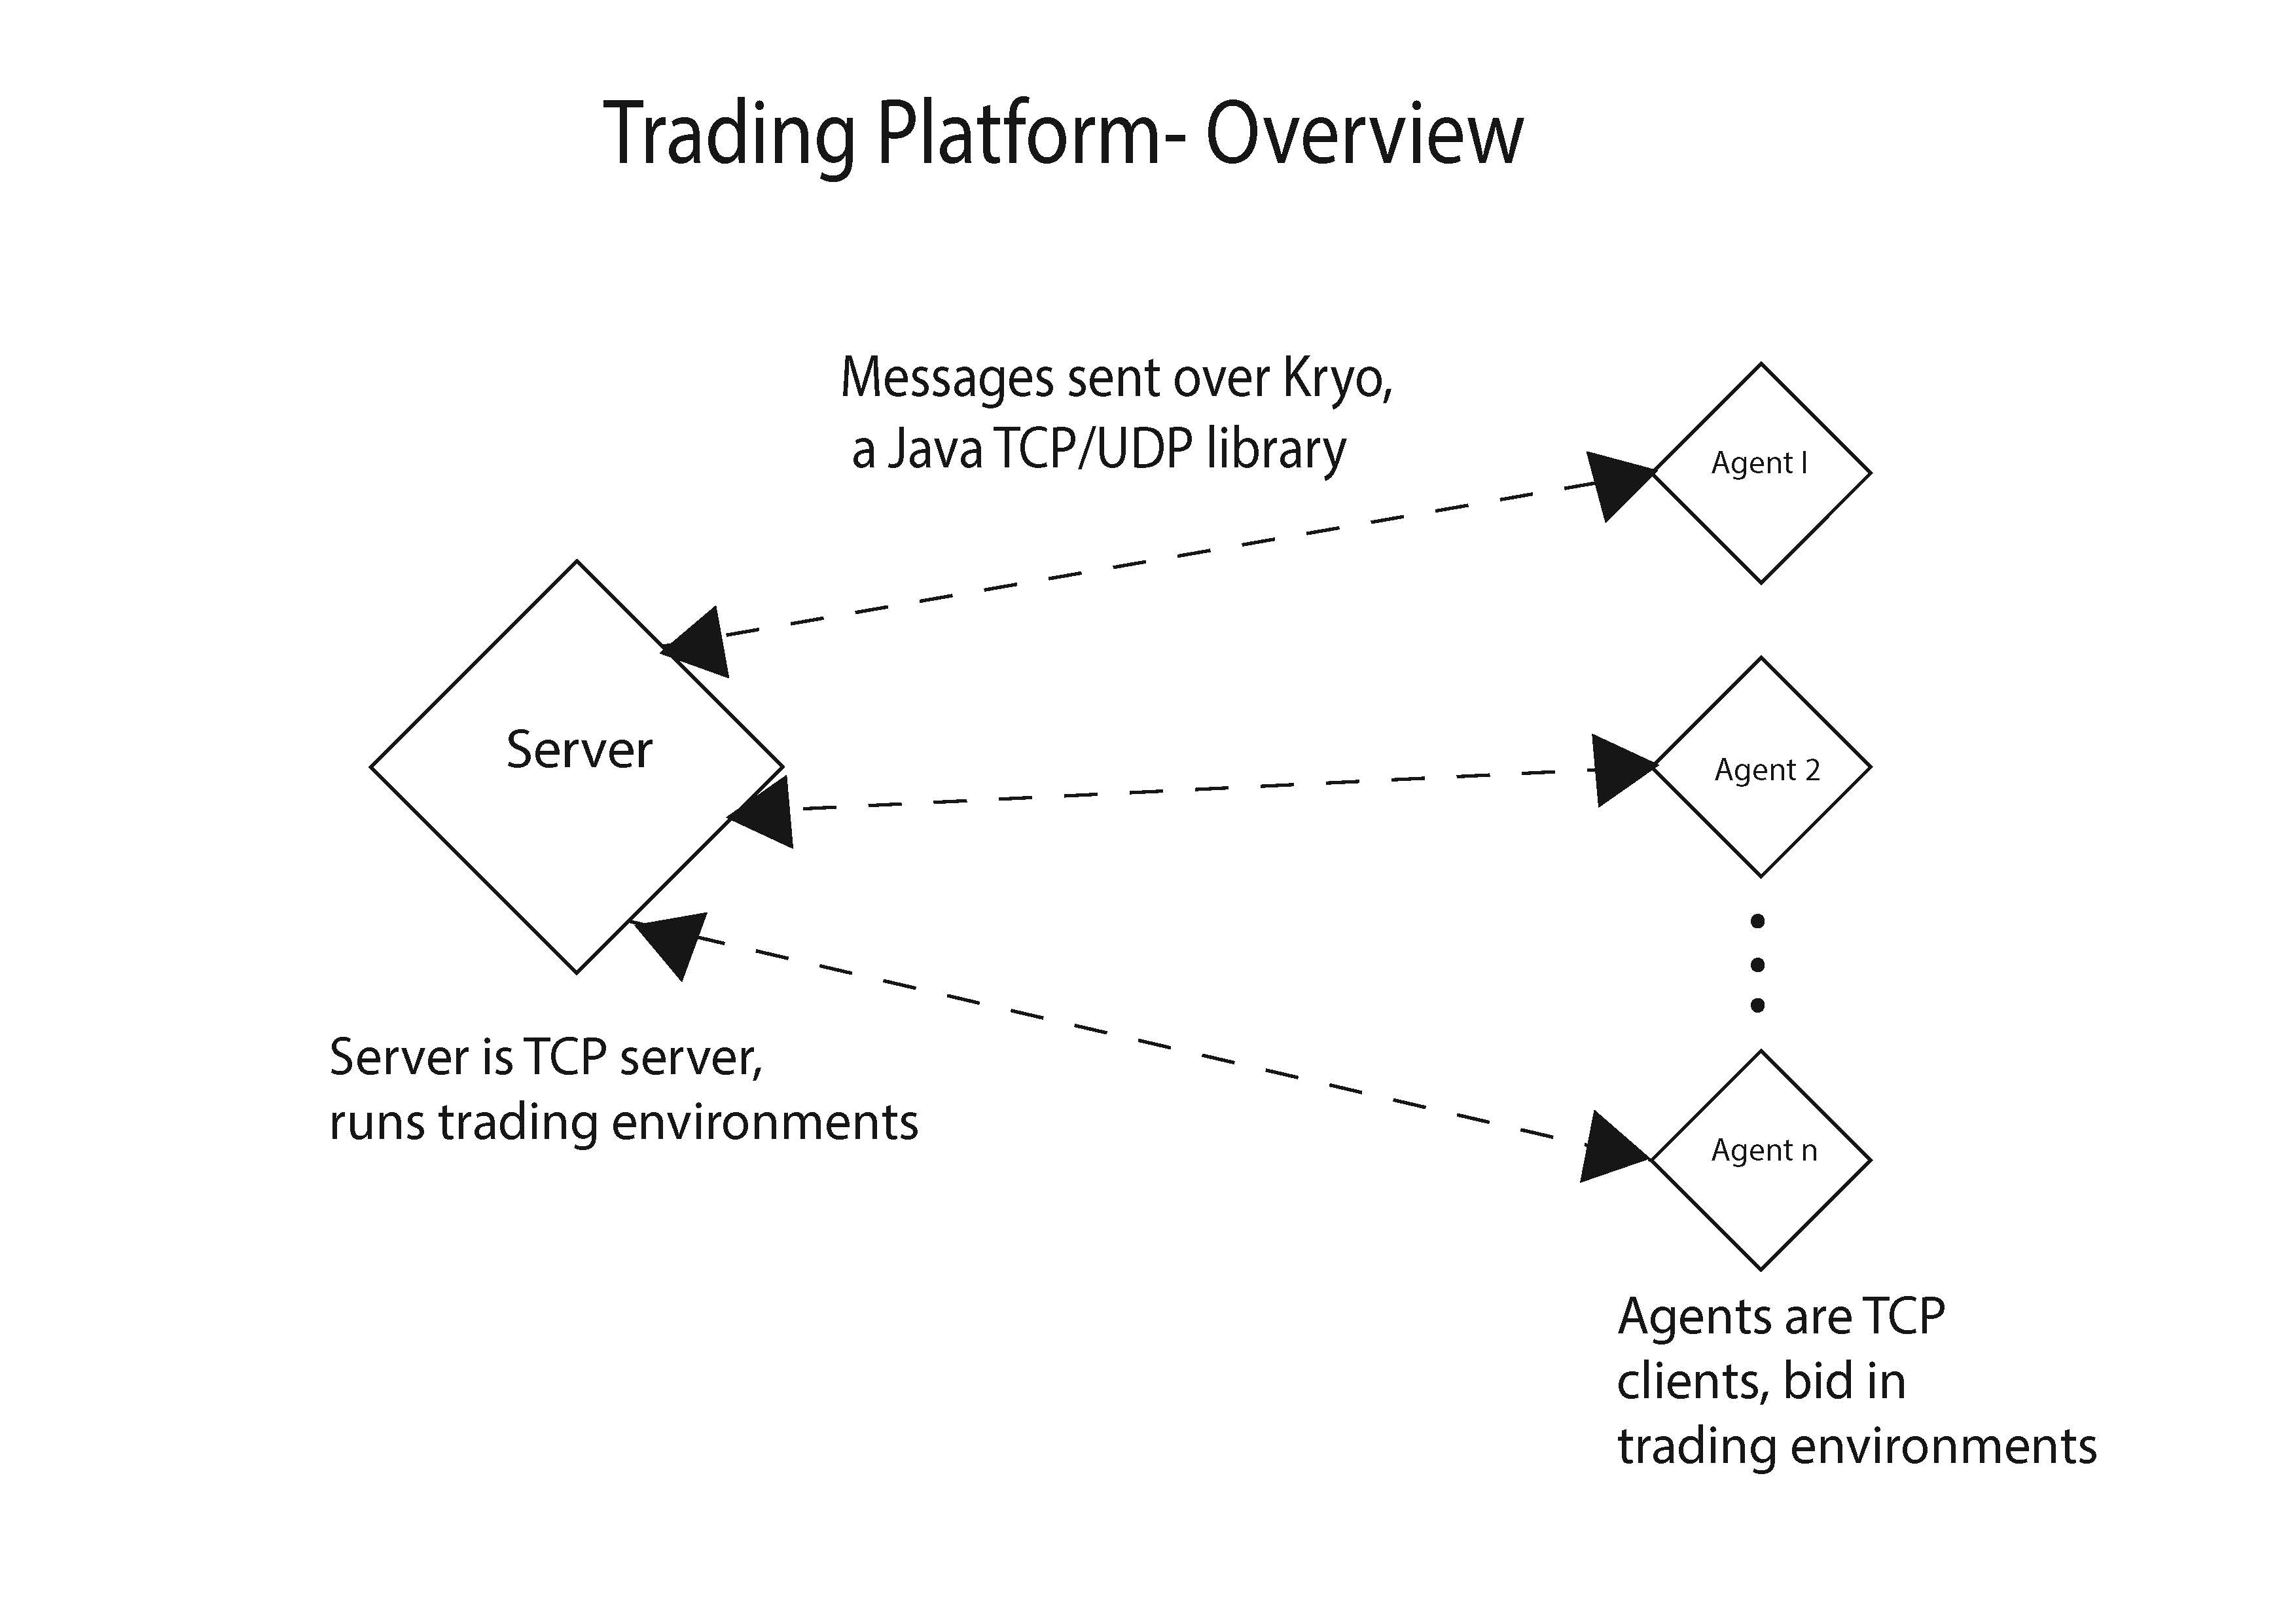 Trading Platform- Overview
Messages sent over Kryo,
a Java TCP/UDP library
Agent I
Server
Agent 2
Server is TCP server,
runs trading environments
Agent n
Agents are TCP
clients, bid in
trading environments